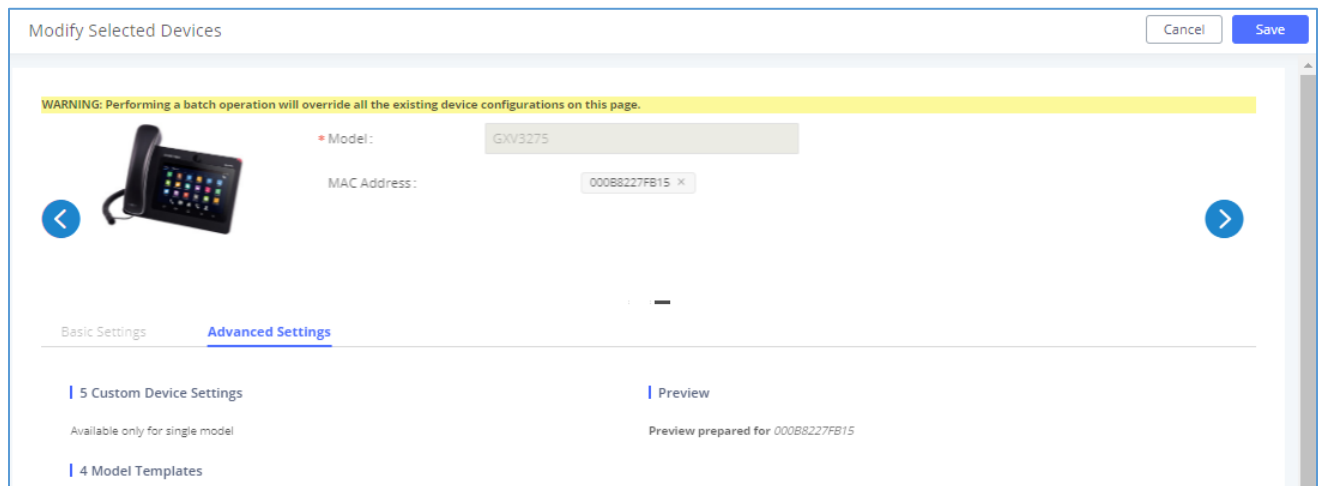 Modify Selected Devices
Cancel
Save
WARNING: Performing a batch operation will override all the existing device configurations on this page.
* Model :
GXV3275
MAC Address :
000B8227FB15 ×
Basic Settings
Advanced Settings
5 Custom Device Settings
Preview
Available only for single model
Preview prepared for 000B8227FB15
4 Model Templates